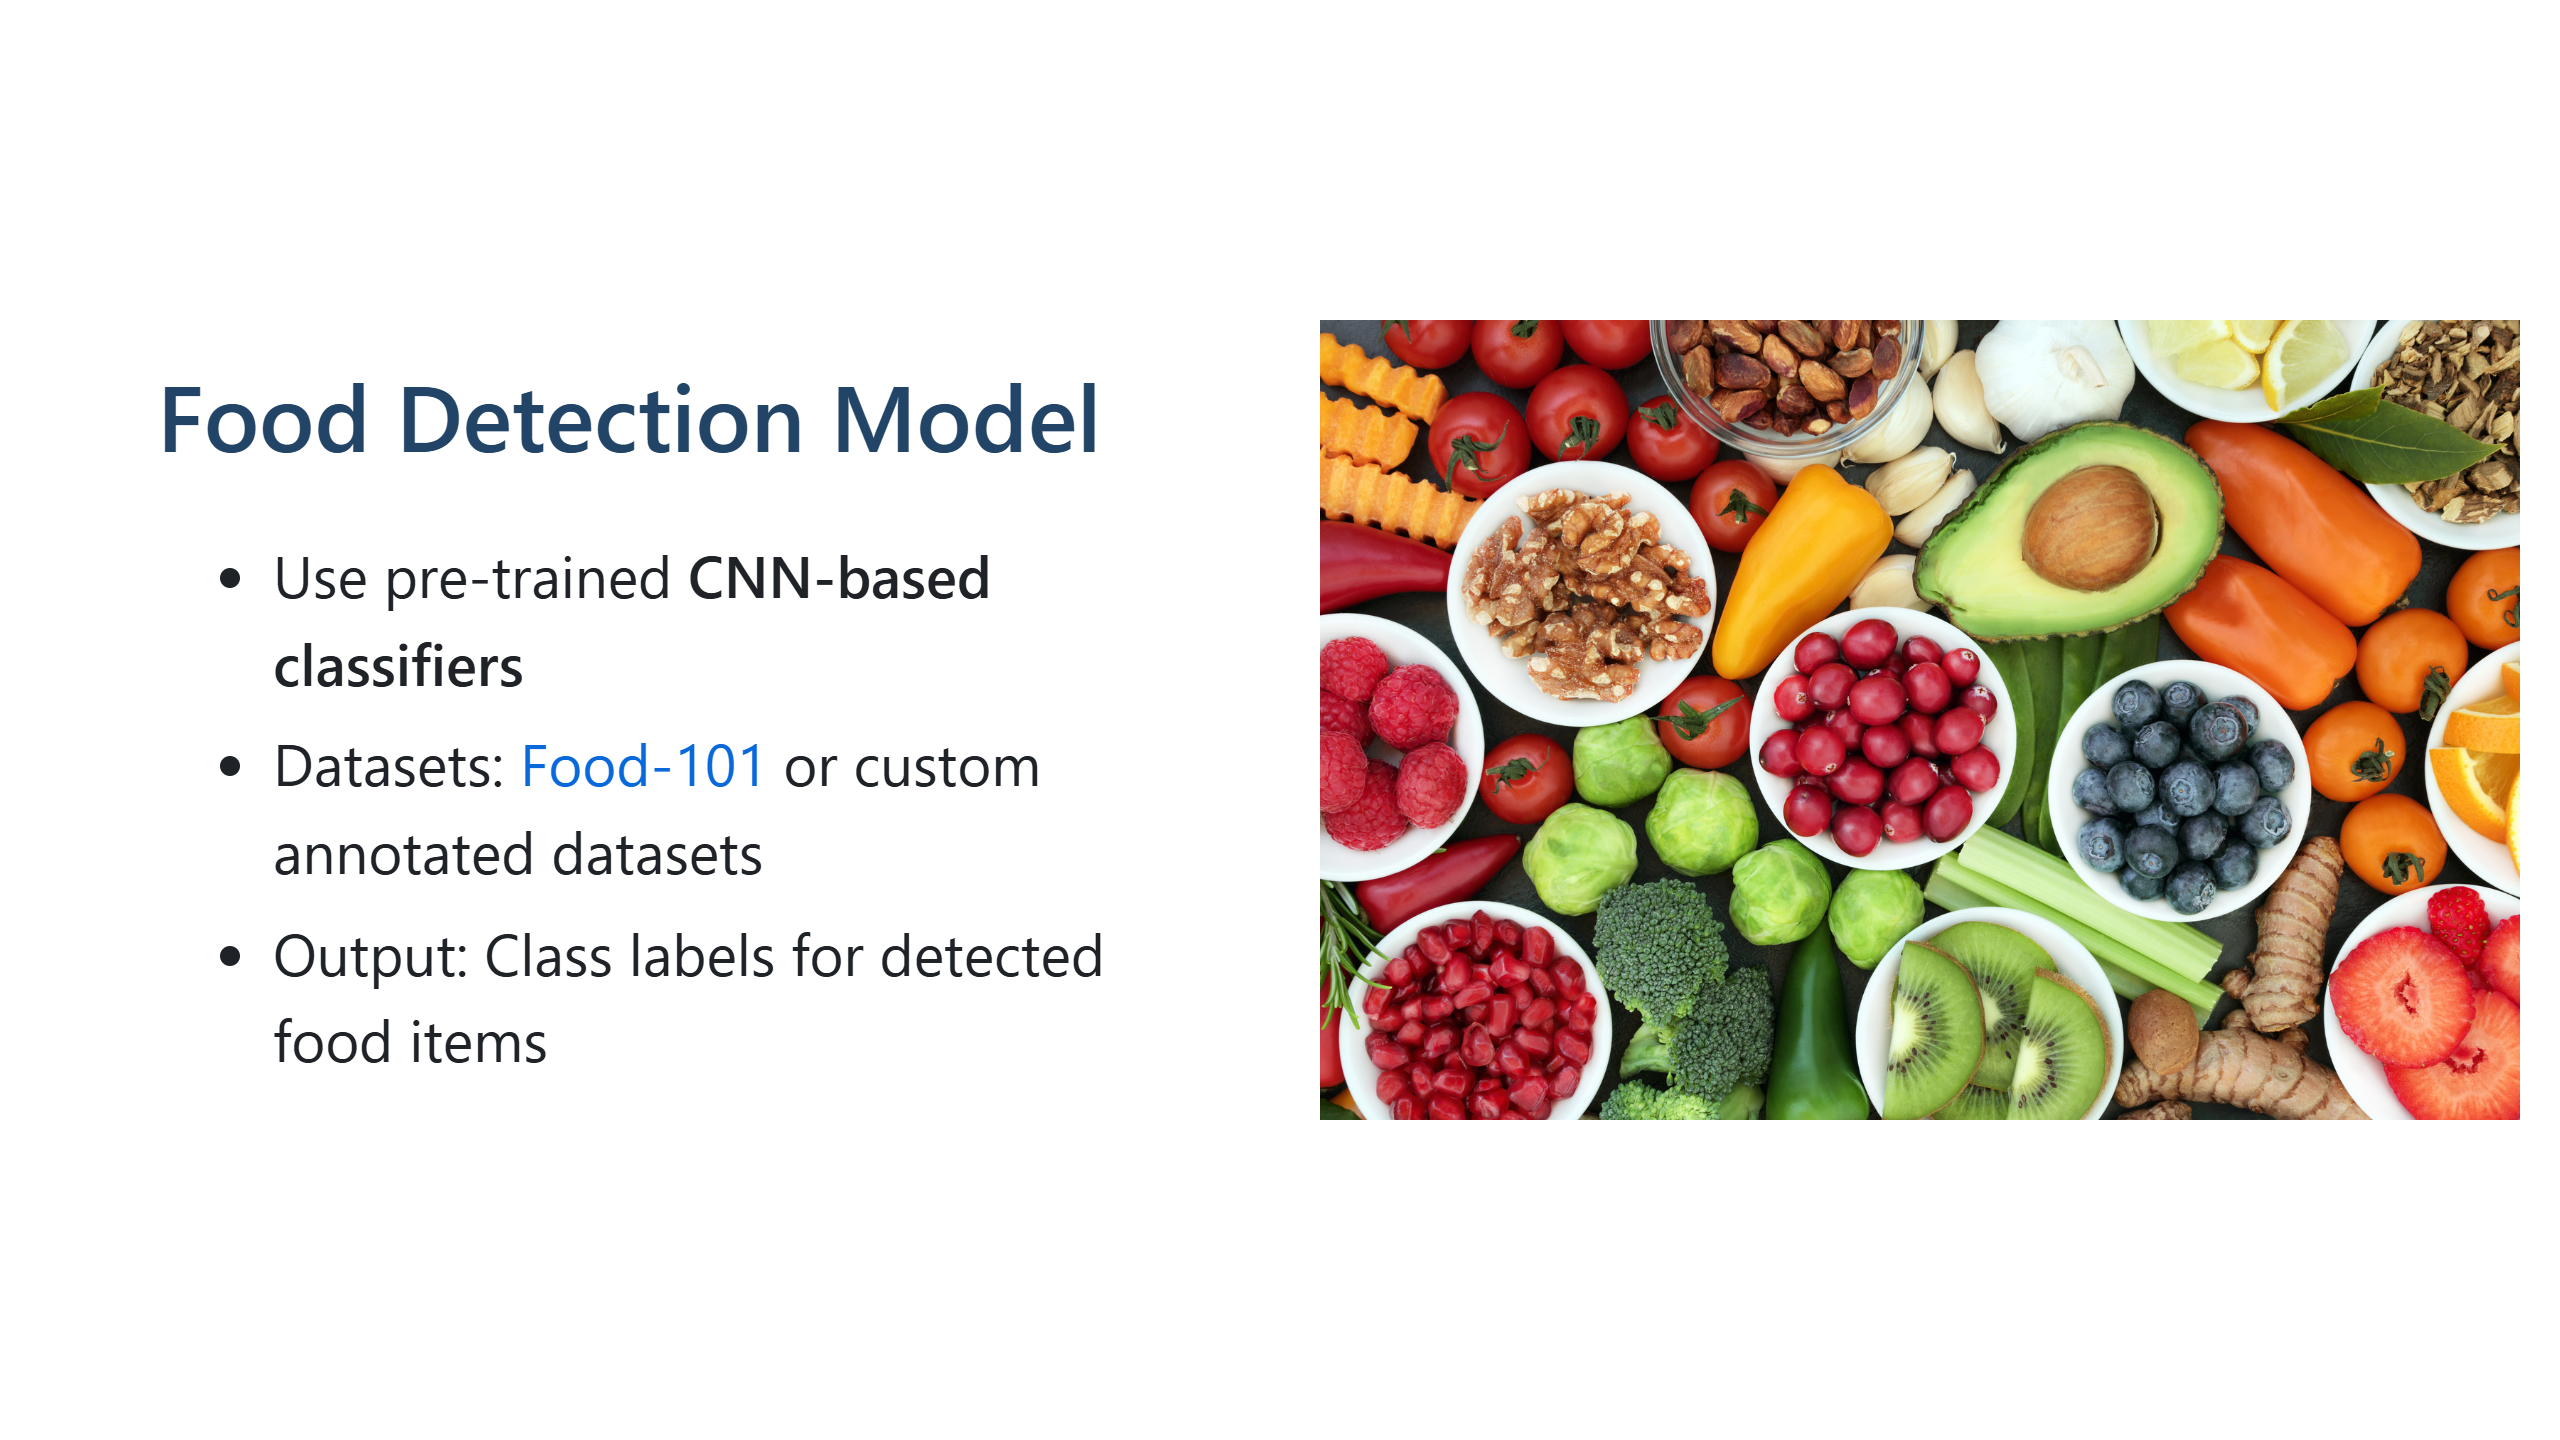 Food Detection Model
• Use pre-trained CNN-based
classifiers
• Datasets: Food-101 or custom
annotated datasets
• Output: Class labels for detected
food items